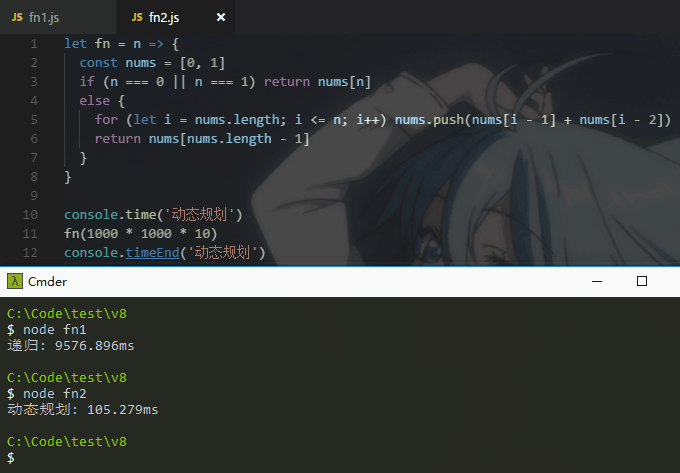 JS fn1.js JS fn2.js ×
1 let fn = n => {
2 const nums = [0, 1]
3 if (n === 0 || n === 1) return nums[n]
4 else {
5 for (let i = nums.length; i <= n; i++) nums.push(nums[i - 1] + nums[i - 2])
6 return nums[nums.length - 1]
7 }
8 }
9
10 console.time('动态规划')
11 fn(1000 * 1000 * 10)
12 console.timeEnd('动态规划')
λ Cmder
C:\Code\test\v8
$ node fn1
递归: 9576.896ms
C:\Code\test\v8
$ node fn2
动态规划: 105.279ms
C:\Code\test\v8
$